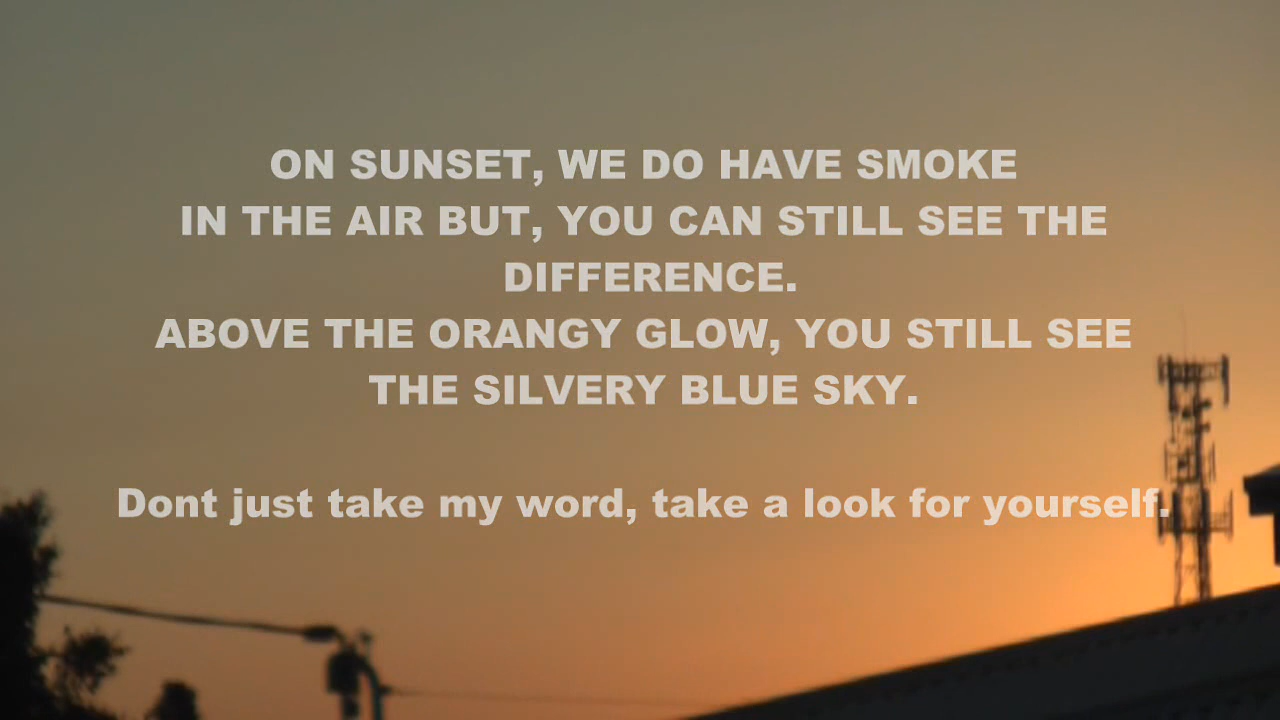 ON SUNSET, WE DO HAVE SMOKE
IN THE AIR BUT, YOU CAN STILL SEE THE
DIFFERENCE.
ABOVE THE ORANGY GLOW, YOU STILL SEE
THE SILVERY BLUE SKY.
Dont just take my word, take a look for yourself.